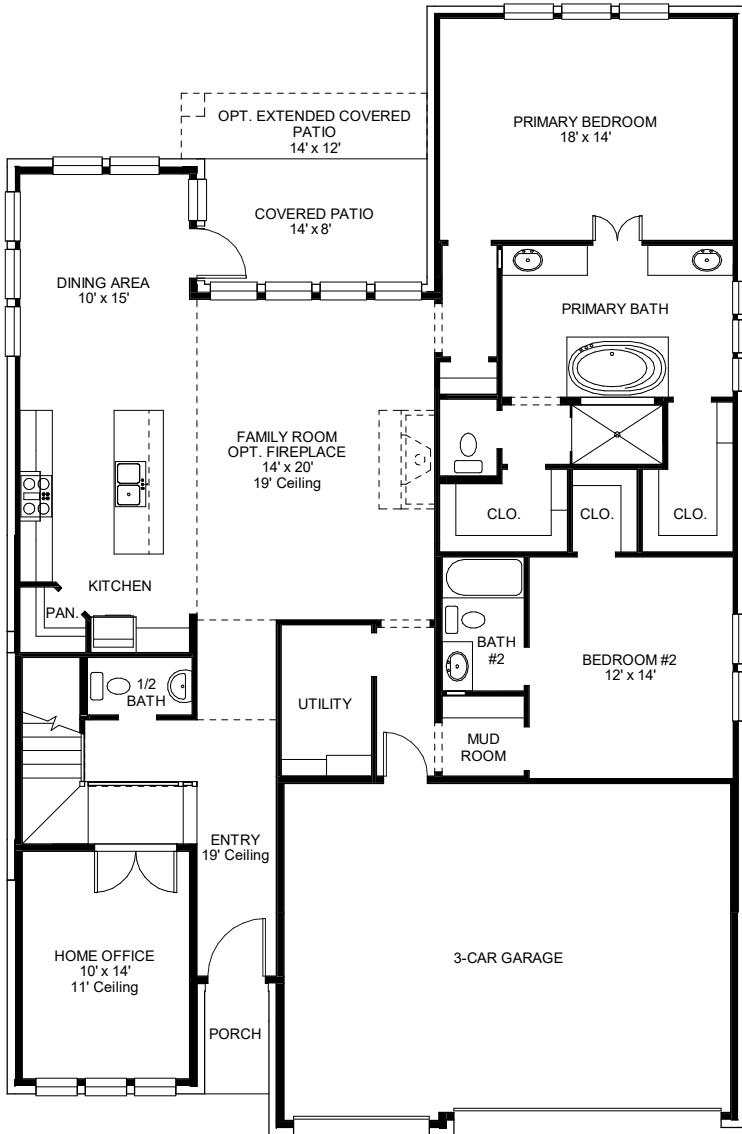 OPT. EXTENDED COVERED
PATIO
14' x 12'
PRIMARY BEDROOM
18' x 14'
COVERED PATIO
14' x 8'
DINING AREA
10' x 15'
PRIMARY BATH
FAMILY ROOM
OPT. FIREPLACE
14' x 20'
19' Ceiling
CLO.
CLO.
CLO.
KITCHEN
PAN.
BATH
#2
BEDROOM #2
12' x 14'
1/2
BATH
UTILITY
MUD
ROOM
ENTRY
19' Ceiling
HOME OFFICE
10' x 14'
11' Ceiling
3-CAR GARAGE
PORCH